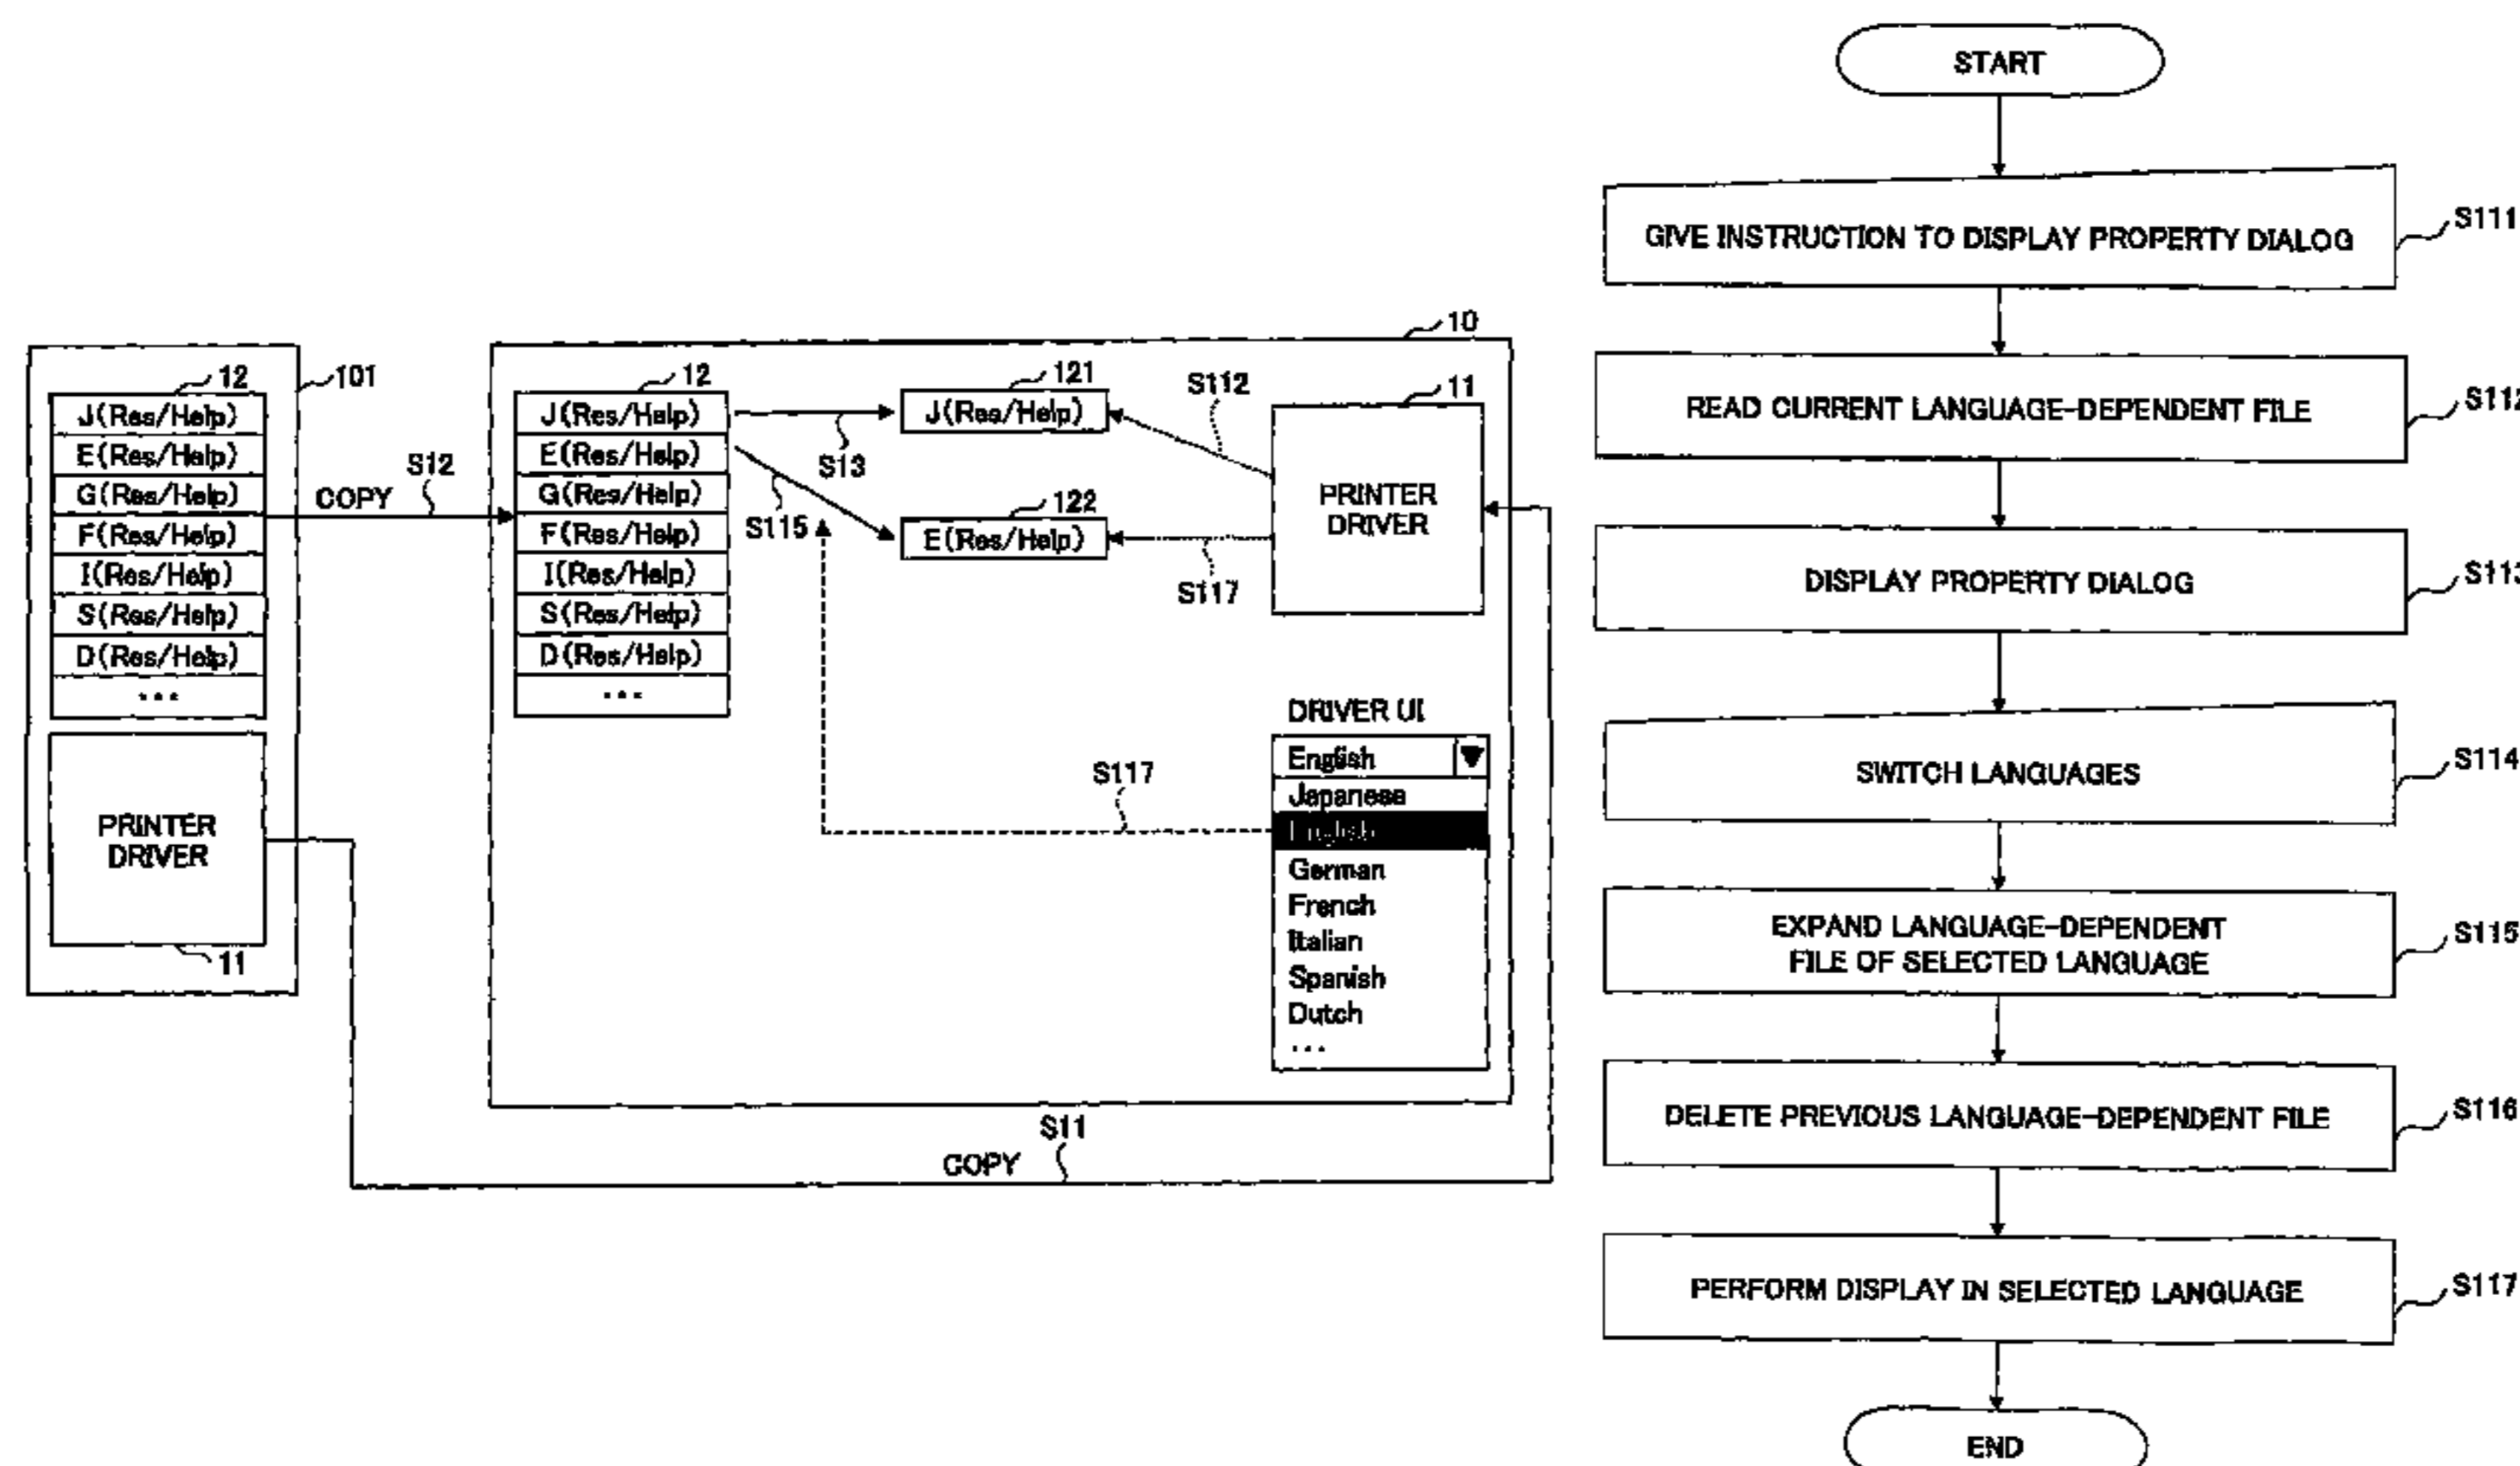 12
101
J(Res/Help)
E(Res/Help)
G(Res/Help)
F(Res/Help)
I(Res/Help)
S(Res/Help)
D(Res/Help)
...
PRINTER
DRIVER
11
COPY
S12
10
12
J(Res/Help)
E(Res/Help)
G(Res/Help)
F(Res/Help)
I(Res/Help)
S(Res/Help)
D(Res/Help)
...
S13
S115
121
J(Res/Help)
122
E(Res/Help)
S112
S117
11
PRINTER
DRIVER
S117
DRIVER UI
English
Japanese
English
German
French
Italian
Spanish
Dutch
...
S11
COPY
START
GIVE INSTRUCTION TO DISPLAY PROPERTY DIALOG
S111
READ CURRENT LANGUAGE-DEPENDENT FILE
S112
DISPLAY PROPERTY DIALOG
S113
SWITCH LANGUAGES
S114
EXPAND LANGUAGE-DEPENDENT
FILE OF SELECTED LANGUAGE
S115
DELETE PREVIOUS LANGUAGE-DEPENDENT FILE
S116
PERFORM DISPLAY IN SELECTED LANGUAGE
S117
END